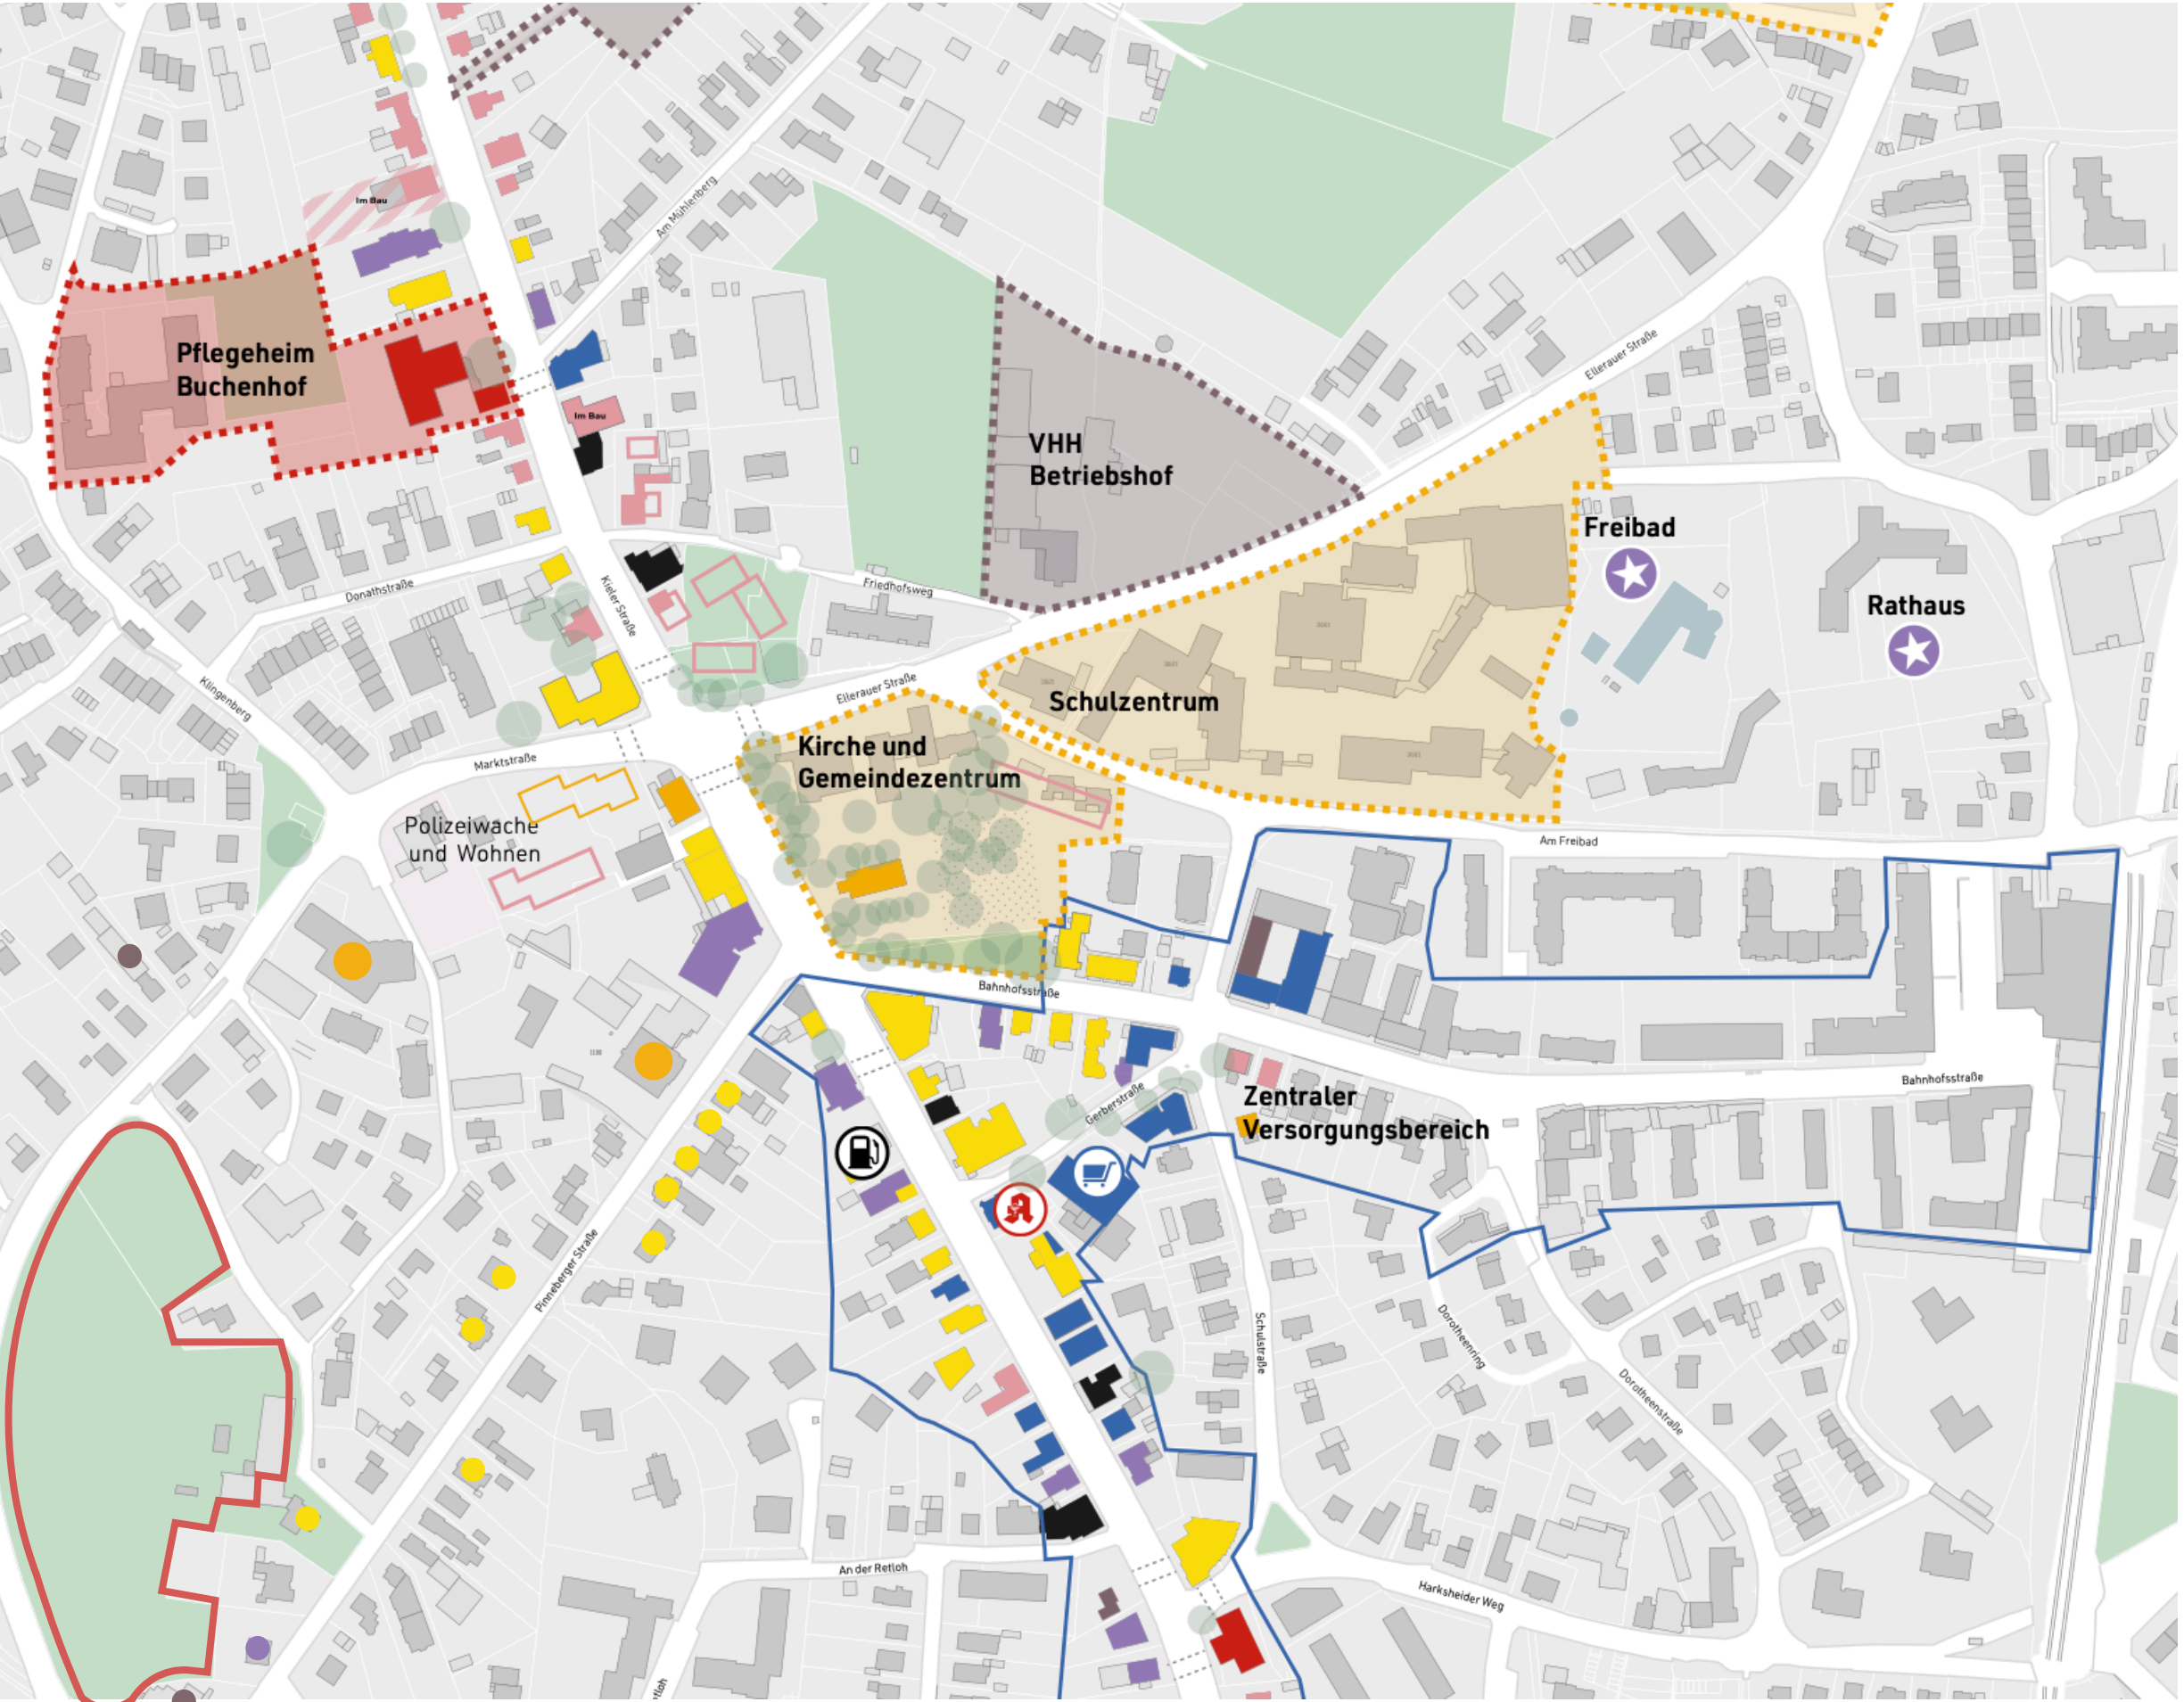 Im Bau
Am Mühlenberg
Pflegeheim
Buchenhof
Im Bau
VHH
Betriebshof
Ellerauer Straße
Freibad
Rathaus
Donathstraße
Kieler Straße
Friedhofsweg
Klingenberg
Ellerauer Straße
Schulzentrum
Marktstraße
Kirche und
Gemeindezentrum
Polizeiwache
und Wohnen
Am Freibad
Bahnhofsstraße
Bahnhofsstraße
Gerberstraße
Zentraler
Versorgungsbereich
Pinneberger Straße
Schulstraße
Dorotheenring
Dorotheenstraße
An der Retloh
Harksheider Weg
tloh